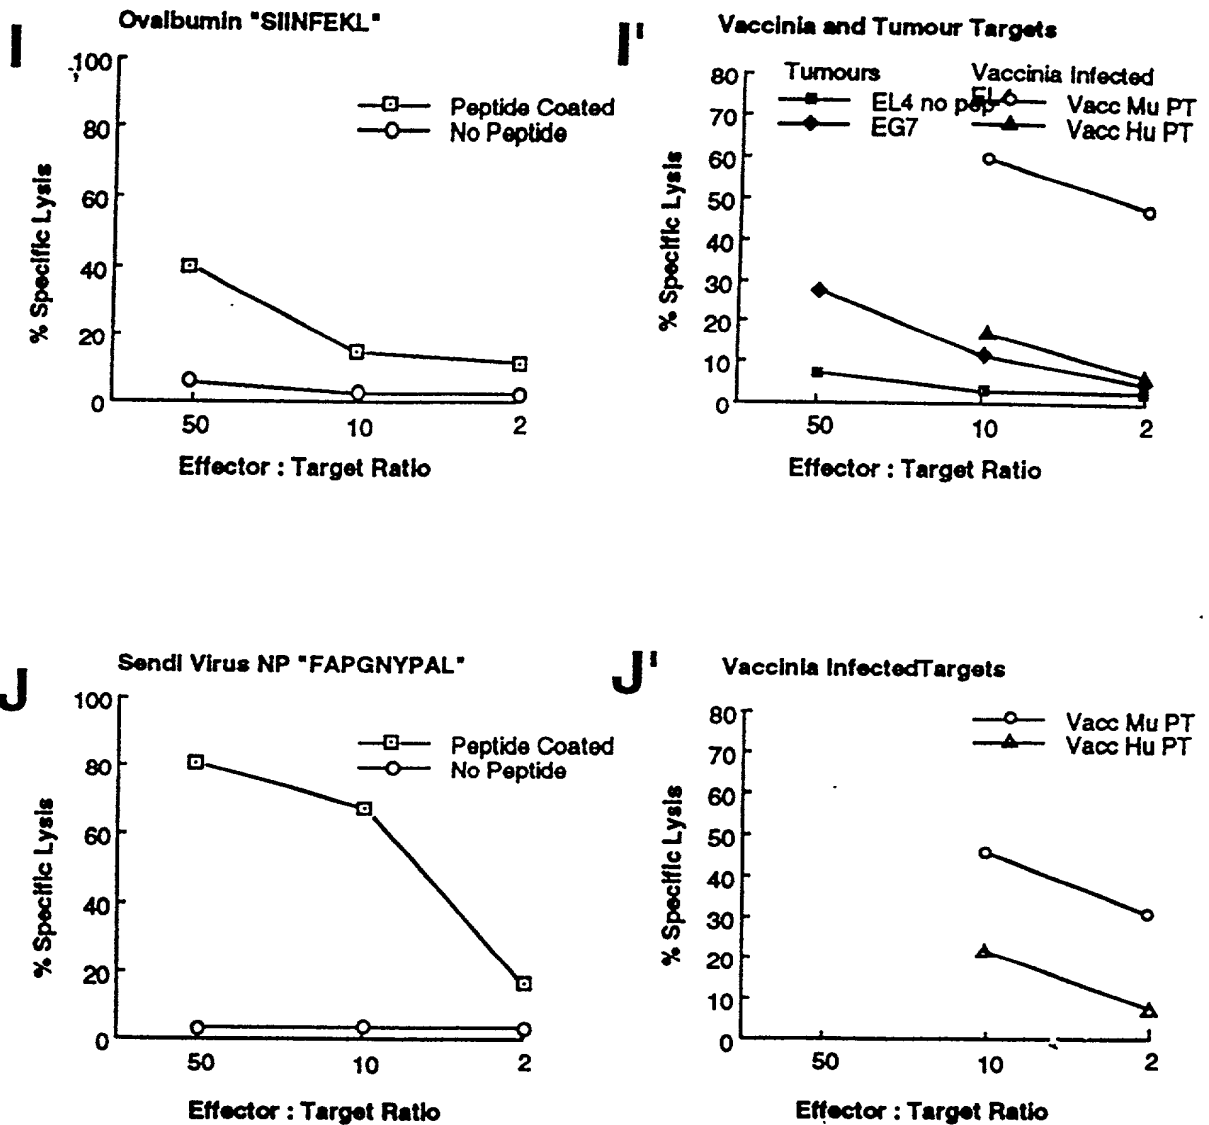 I
Ovalbumin "SIINFEKL"
100
80
60
40
20
0
% Specific Lysis
Peptide Coated
No Peptide
50 10 2
Effector : Target Ratio
I'
Vaccinia and Tumour Targets
80
70
60
50
40
30
20
10
0
% Specific Lysis
Tumours
EL4 no pep
EG7
Vaccinia Infected
EL4
Vacc Mu PT
Vacc Hu PT
50 10 2
Effector : Target Ratio
J
Sendi Virus NP "FAPGNYPAL"
100
80
60
40
20
0
% Specific Lysis
Peptide Coated
No Peptide
50 10 2
Effector : Target Ratio
J'
Vaccinia InfectedTargets
80
70
60
50
40
30
20
10
0
% Specific Lysis
Vacc Mu PT
Vacc Hu PT
50 10 2
Effector : Target Ratio